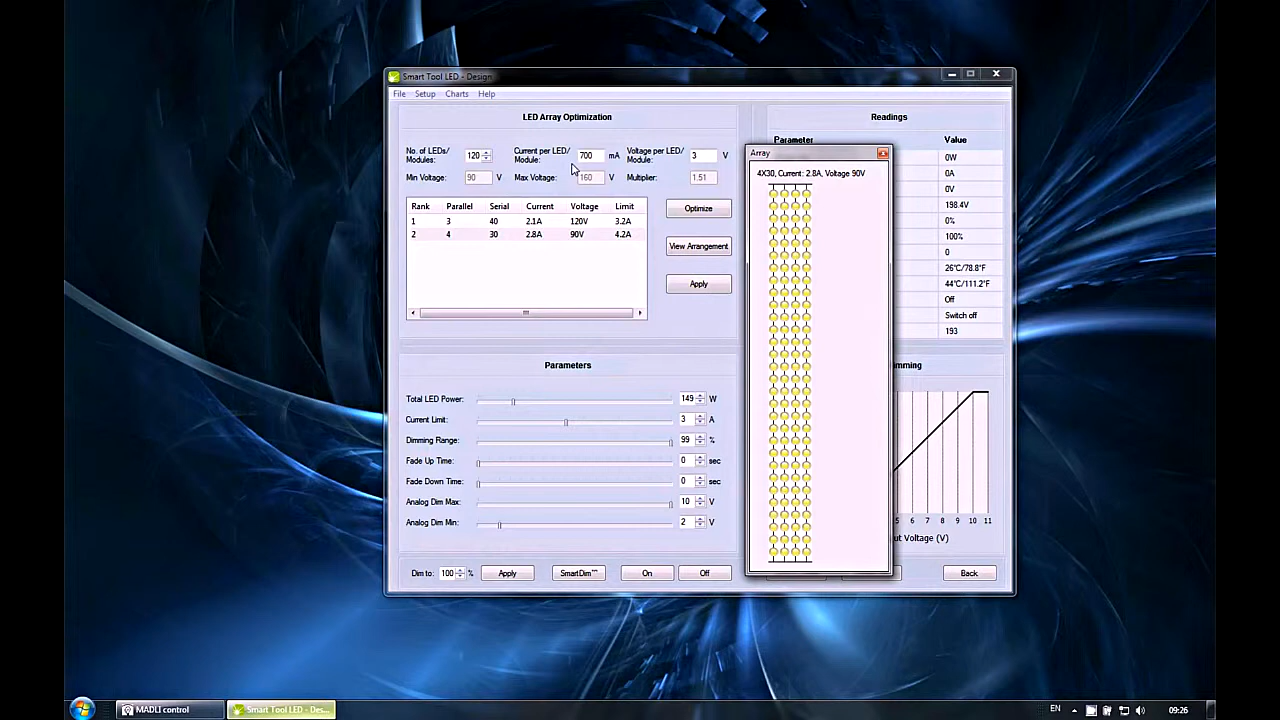 Smart Tool LED - Design
File Setup Charts Help
LED Array Optimization
No. of LEDs/ Modules: 120
Current per LED/ Module: 700 mA
Voltage per LED/ Module: 3 V
Min Voltage: 90 V
Max Voltage: 160 V
Multiplier: 1.51
Rank Parallel Serial Current Voltage Limit
1 3 40 2.1A 120V 3.2A
2 4 30 2.8A 90V 4.2A
Optimize
View Arrangement
Apply
Readings
Parameter Value
0W
0A
0V
198.4V
0%
100%
0
26°C/78.8°F
44°C/111.2°F
Off
Switch off
193
Array
4X30, Current: 2.8A, Voltage 90V
Parameters
Total LED Power: 149 W
Current Limit: 3 A
Dimming Range: 99 %
Fade Up Time: 0 sec
Fade Down Time: 0 sec
Analog Dim Max: 10 V
Analog Dim Min: 2 V
mming
5 6 7 8 9 10 11
ut Voltage (V)
Dim to: 100 % Apply SmartDim™ On Off Back
MADLI control
Smart Tool LED - Des...
EN
09:26